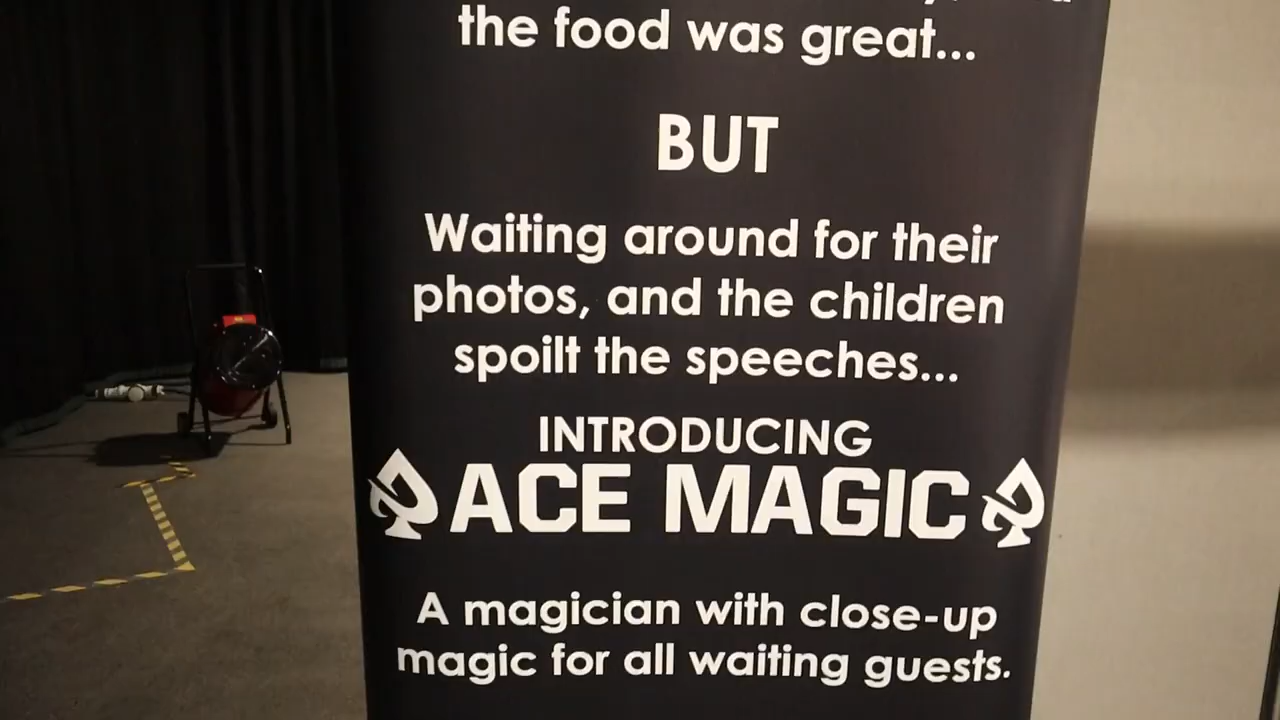 the food was great...
BUT
Waiting around for their
photos, and the children
spoilt the speeches...
INTRODUCING
ACE MAGIC
A magician with close-up
magic for all waiting guests.